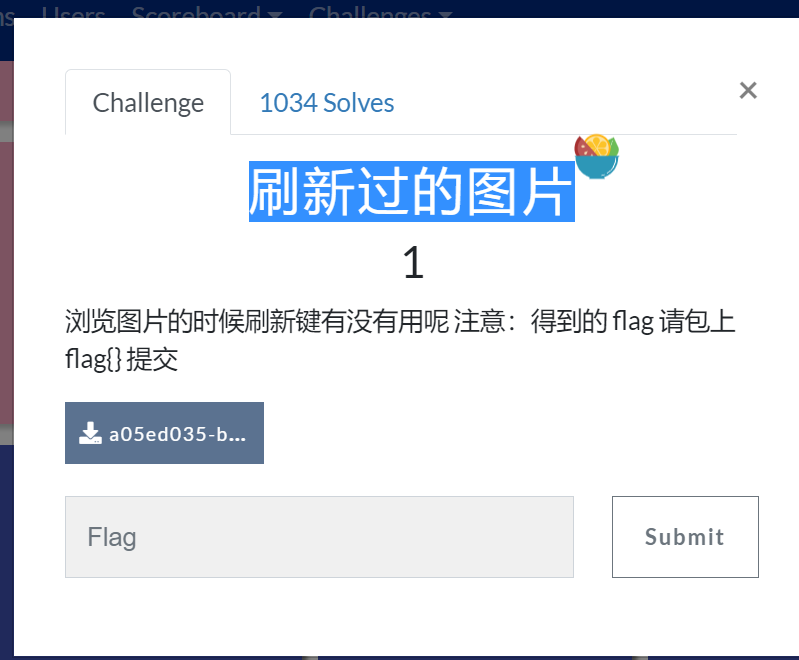 Users Scoreboard Challenges
Challenge 1034 Solves ×
刷新过的图片
1
浏览图片的时候刷新键有没有用呢 注意：得到的 flag 请包上
flag{} 提交
a05ed035-b...
Flag Submit